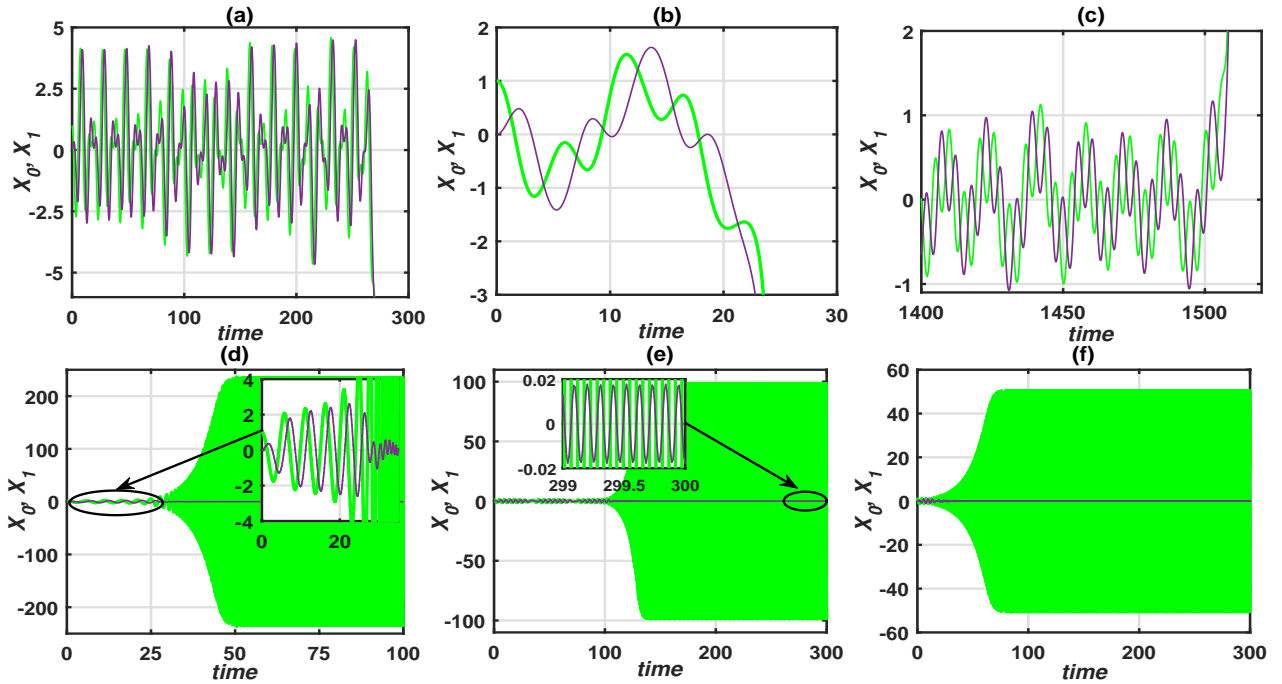 (a)
5
2.5
0
-2.5
-5
X0, X1
0 100 200 300
time
(b)
2
1
0
-1
-2
-3
X0, X1
0 10 20 30
time
(c)
2
1
0
-1
X0, X1
1400 1450 1500
time
(d)
200
100
0
-100
-200
X0, X1
0 25 50 75 100
time
4
2
0
-2
-4
0 20
(e)
100
50
0
-50
-100
X0, X1
0 100 200 300
time
0.02
0
-0.02
299 299.5 300
(f)
60
40
20
0
-20
-40
-60
X0, X1
0 100 200 300
time